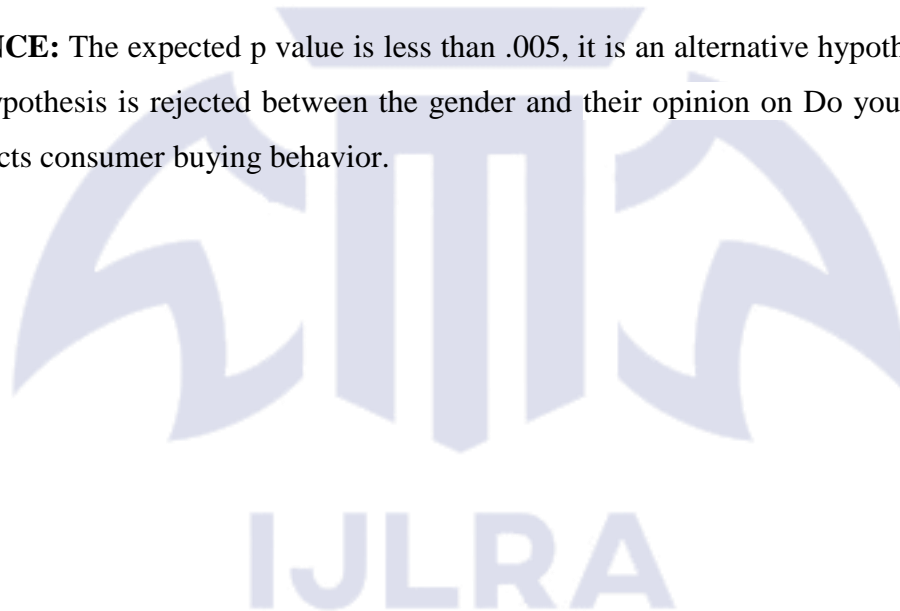 NCE: The expected p value is less than .005, it is an alternative hypoth
ypothesis is rejected between the gender and their opinion on Do you
cts consumer buying behavior.
IJLRA